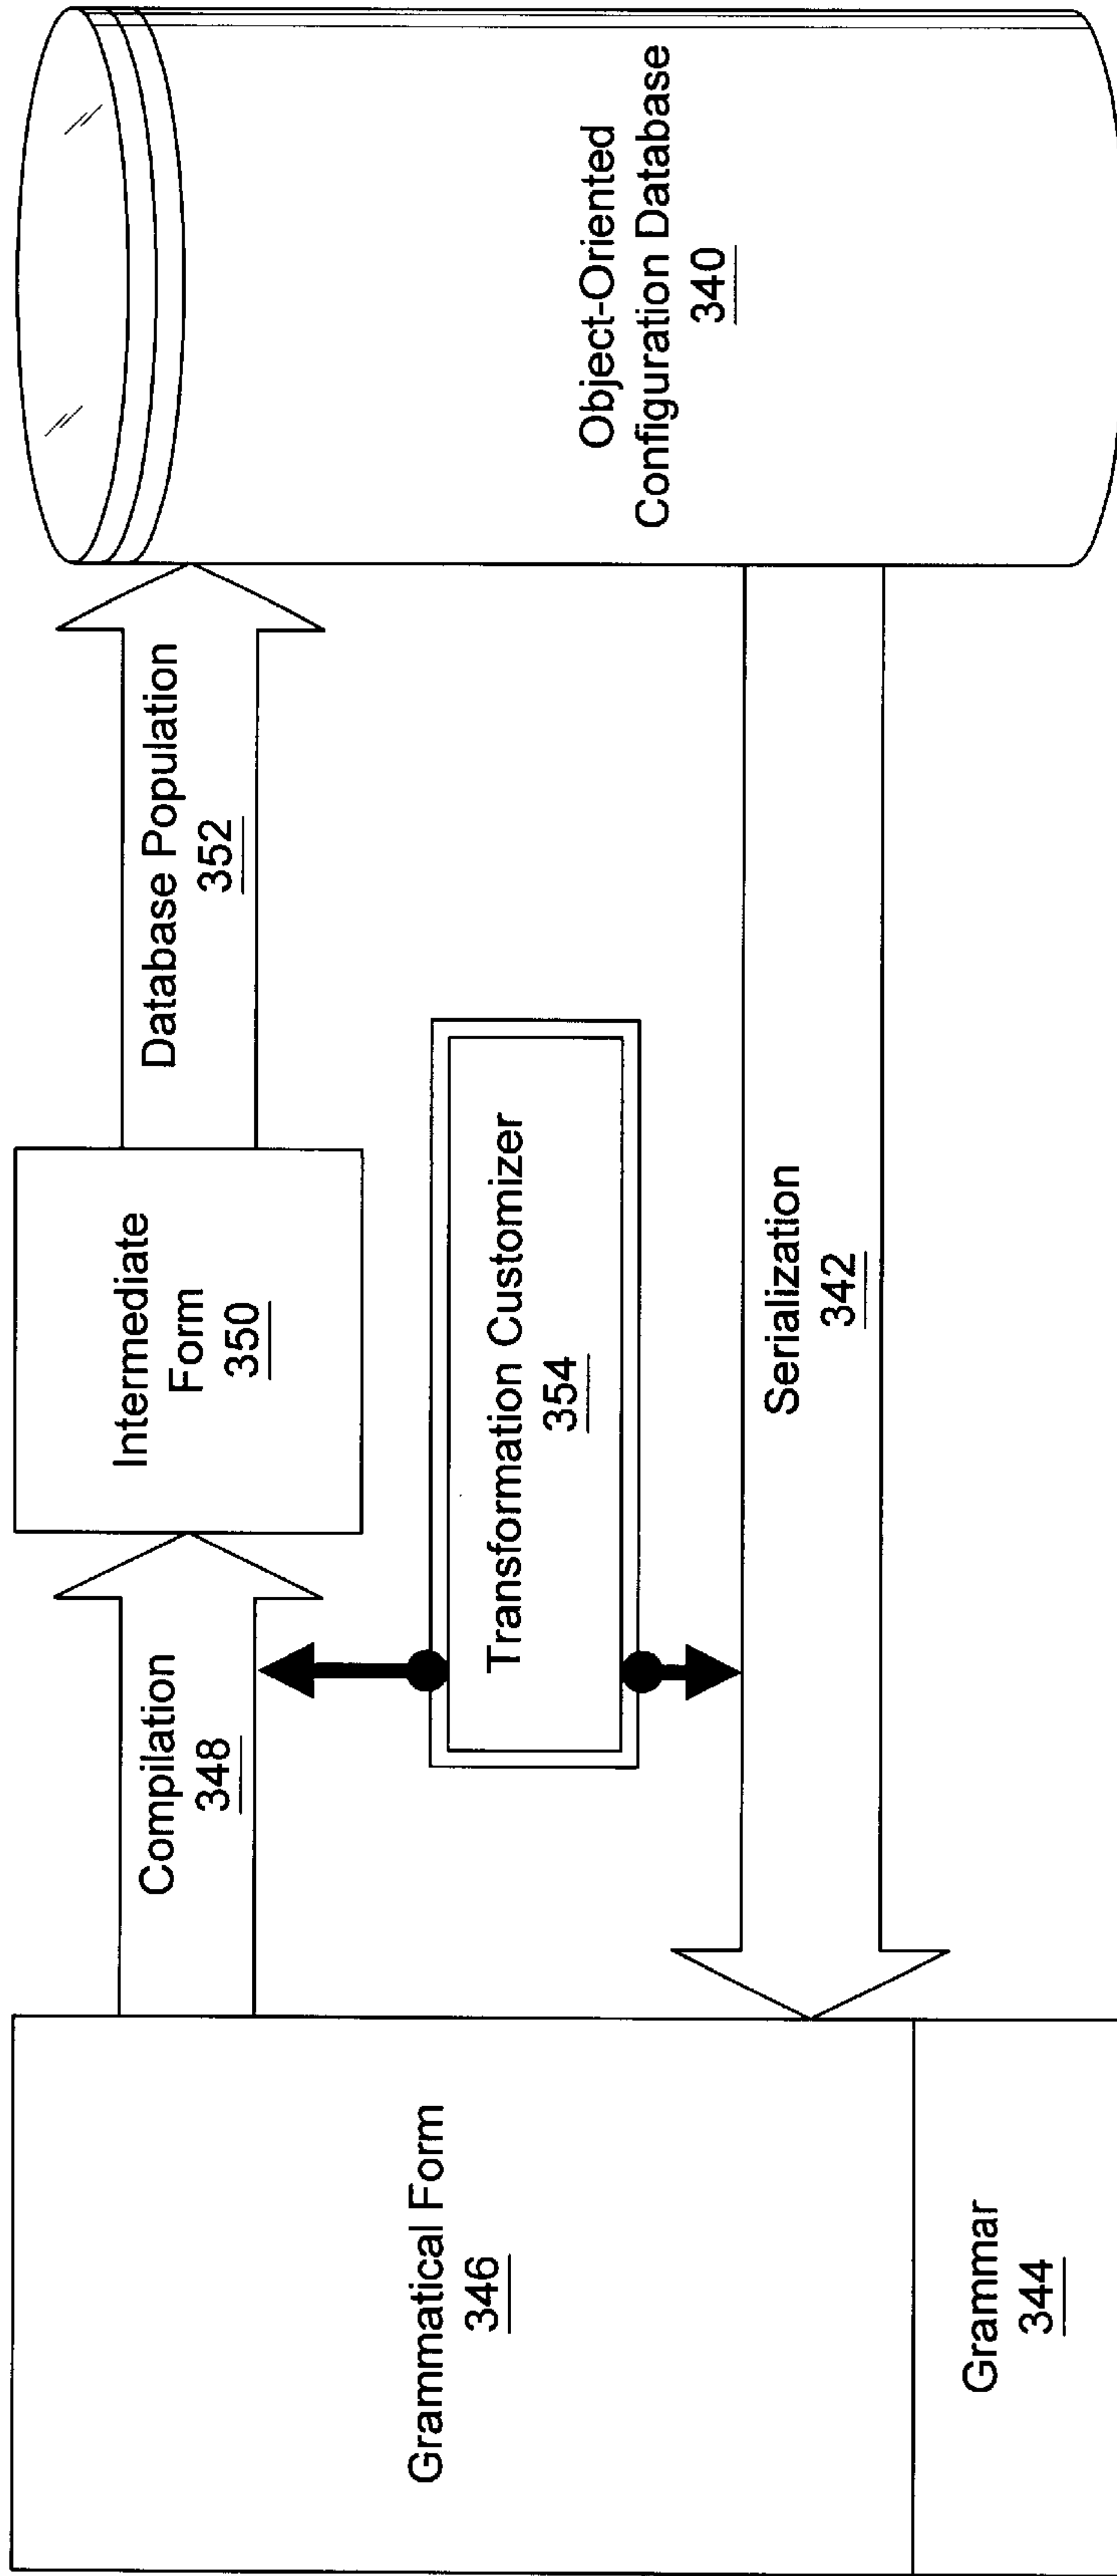 Grammatical Form
346
Grammar
344
Compilation
348
Intermediate
Form
350
Database Population
352
Transformation Customizer
354
Serialization
342
Object-Oriented
Configuration Database
340